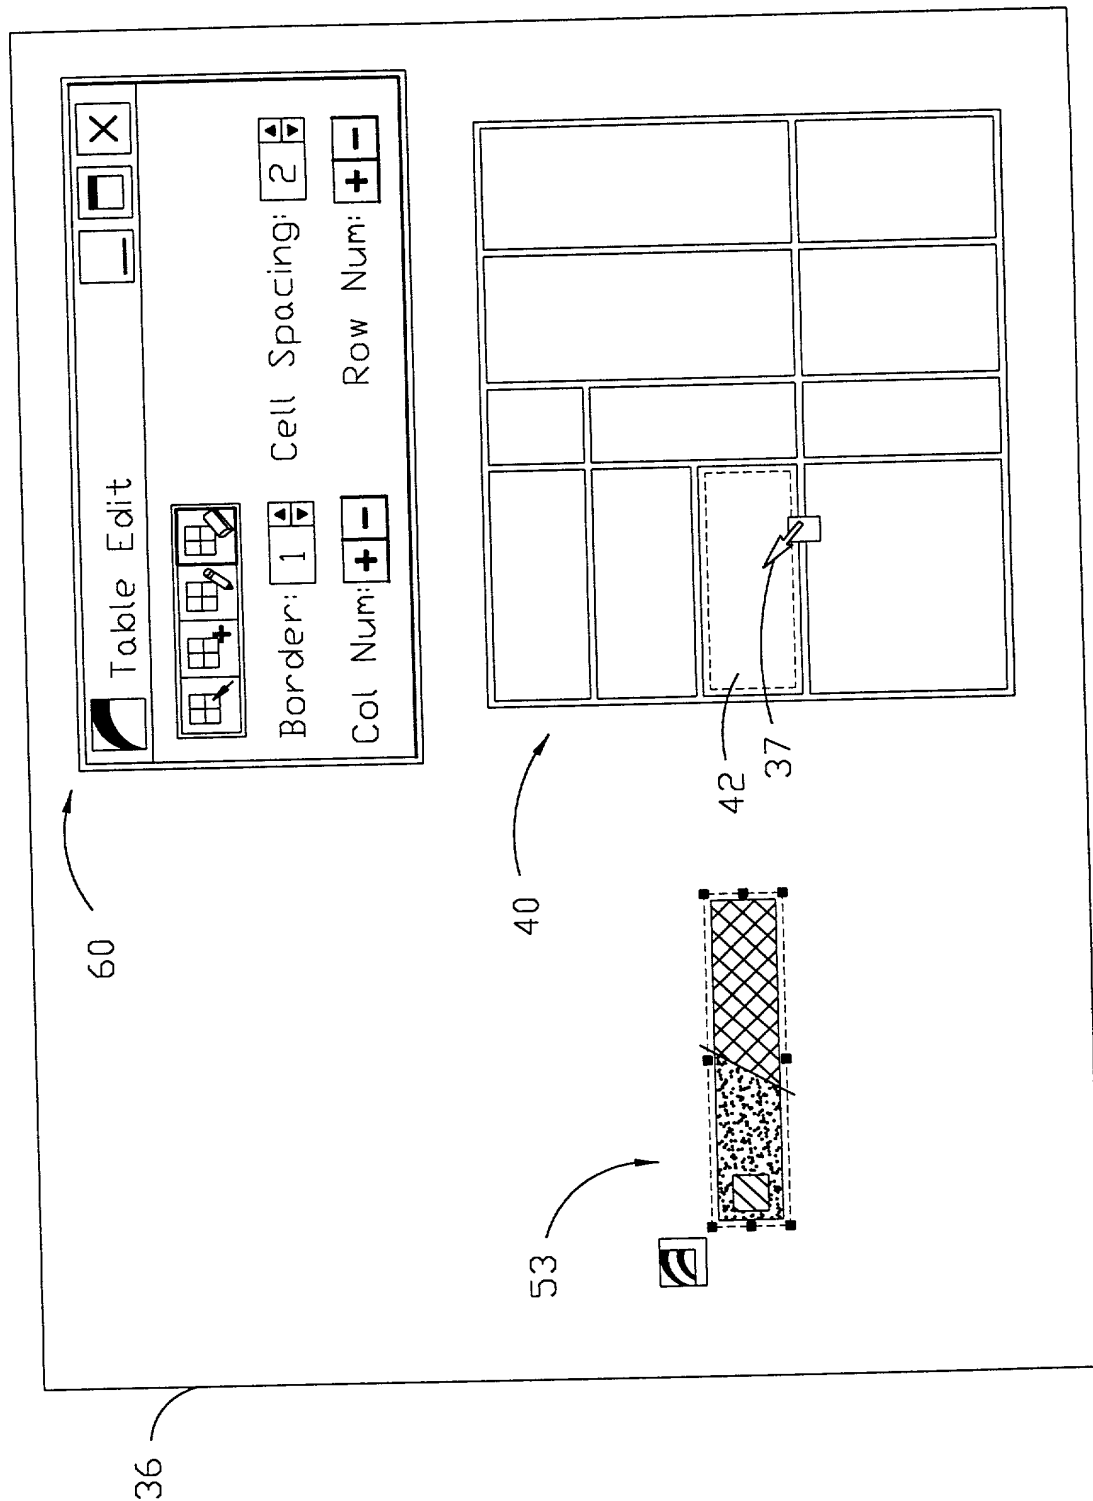 60
Table Edit
Border: 1 Cell Spacing: 2
Col Num: + − Row Num: + −
40
42
37
53
36